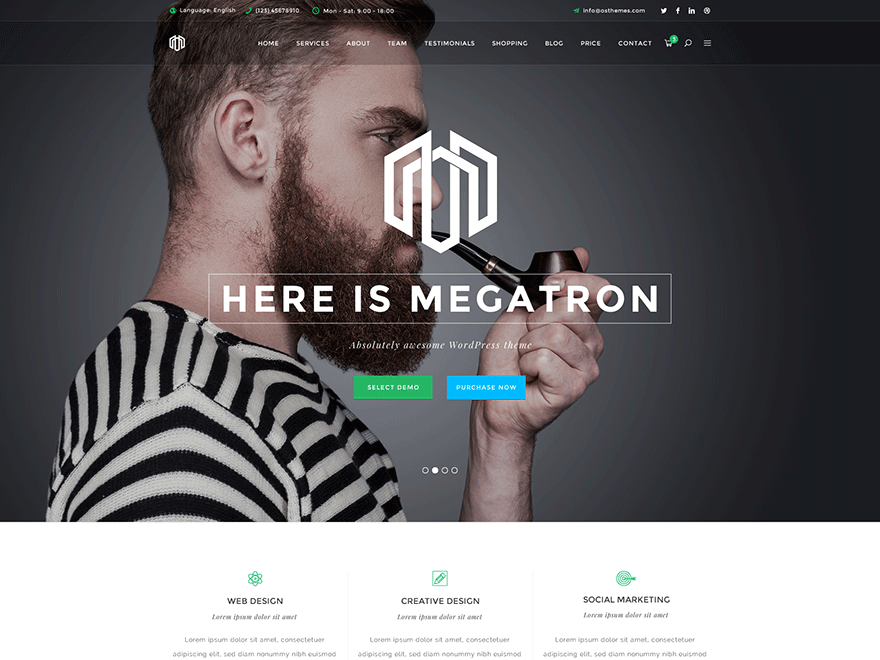 Language: English (123) 45678910 Mon - Sat: 9:00 - 18:00 info@osthemes.com
HOME SERVICES ABOUT TEAM TESTIMONIALS SHOPPING BLOG PRICE CONTACT 3
HERE IS MEGATRON
Absolutely awesome WordPress theme
SELECT DEMO PURCHASE NOW
WEB DESIGN CREATIVE DESIGN SOCIAL MARKETING
Lorem ipsum dolor sit amet Lorem ipsum dolor sit amet Lorem ipsum dolor sit amet
Lorem ipsum dolor sit amet, consectetuer Lorem ipsum dolor sit amet, consectetuer Lorem ipsum dolor sit amet, consectetuer
adipiscing elit, sed diam nonummy nibh euismod adipiscing elit, sed diam nonummy nibh euismod adipiscing elit, sed diam nonummy nibh euismod